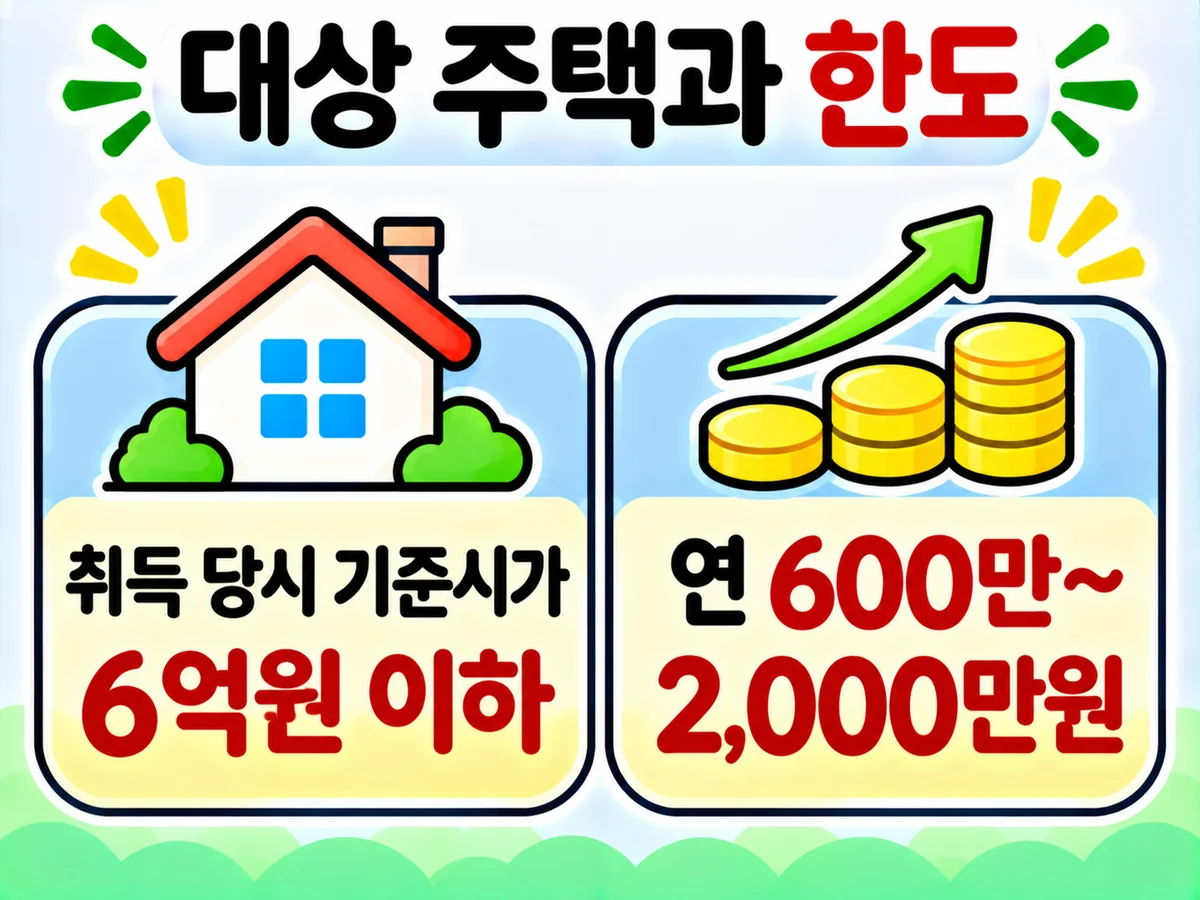 대상 주택과 한도
취득 당시 기준시가
6억원 이하
연 600만~
2,000만원